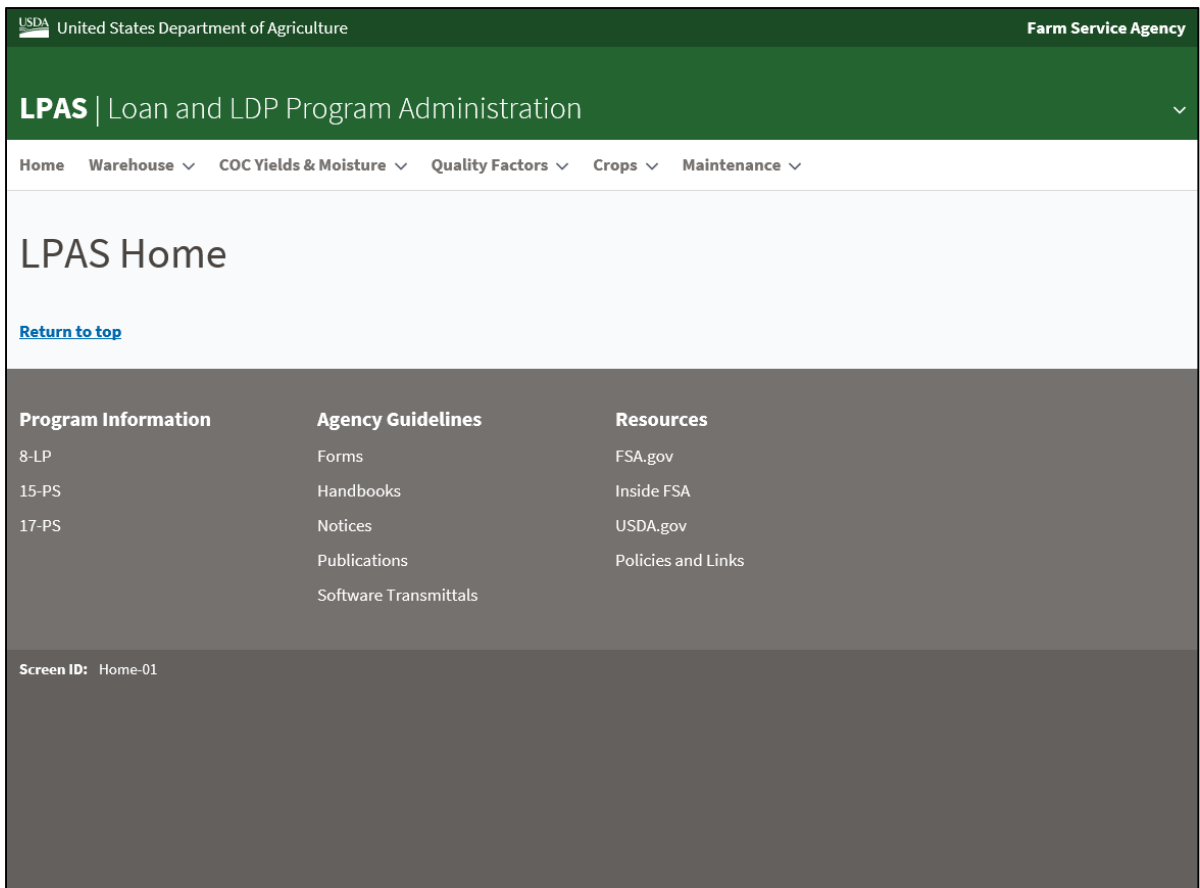 USDA United States Department of Agriculture Farm Service Agency
LPAS | Loan and LDP Program Administration
Home Warehouse COC Yields & Moisture Quality Factors Crops Maintenance
LPAS Home
Return to top
Program Information Agency Guidelines Resources
8-LP Forms FSA.gov
15-PS Handbooks Inside FSA
17-PS Notices USDA.gov
Publications Policies and Links
Software Transmittals
Screen ID: Home-01